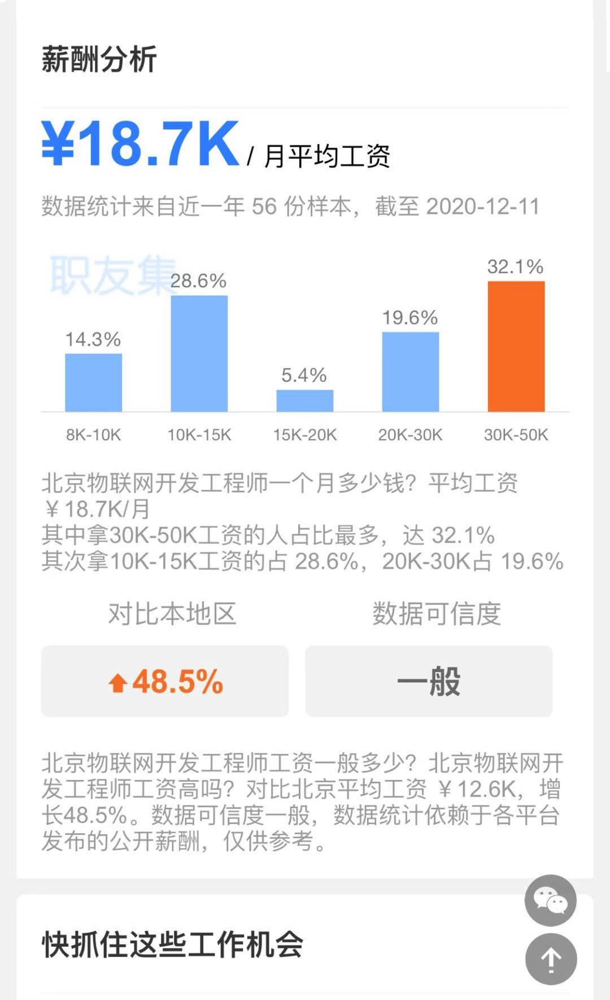 薪酬分析
¥18.7K / 月平均工资
数据统计来自近一年 56 份样本，截至 2020-12-11
职友集
14.3%
28.6%
5.4%
19.6%
32.1%
8K-10K
10K-15K
15K-20K
20K-30K
30K-50K
北京物联网开发工程师一个月多少钱？平均工资
￥18.7K/月
其中拿30K-50K工资的人占比最多，达 32.1%
其次拿10K-15K工资的占 28.6%，20K-30K占 19.6%
对比本地区
数据可信度
48.5%
一般
北京物联网开发工程师工资一般多少？北京物联网开
发工程师工资高吗？对比北京平均工资 ￥12.6K，增
长48.5%。数据可信度一般，数据统计依赖于各平台
发布的公开薪酬，仅供参考。
快抓住这些工作机会